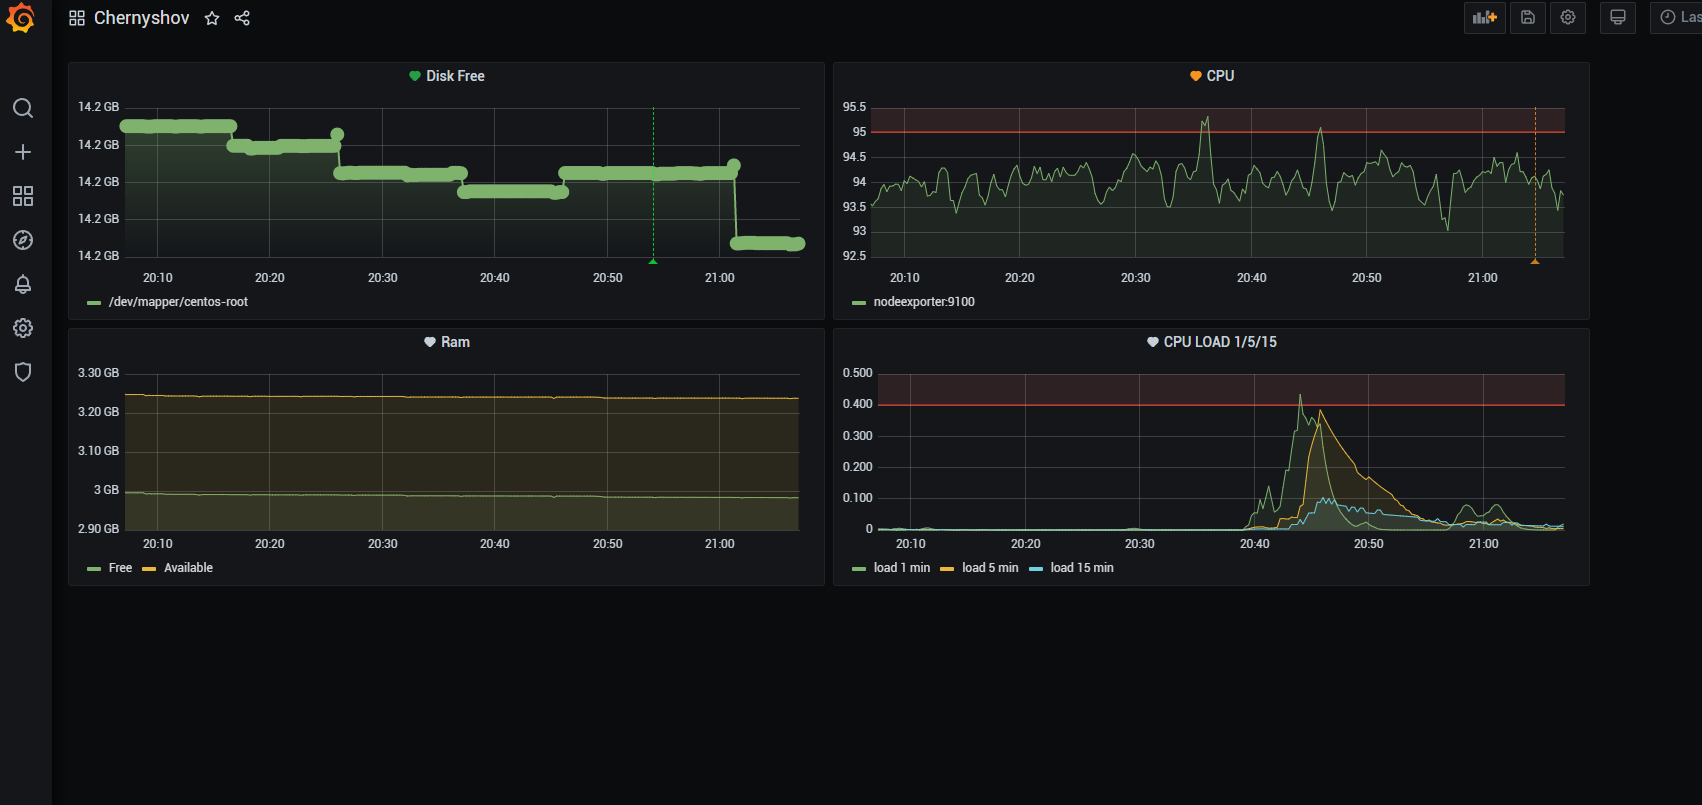 Chernyshov
Las
Disk Free
14.2 GB
14.2 GB
14.2 GB
14.2 GB
14.2 GB
20:10 20:20 20:30 20:40 20:50 21:00
/dev/mapper/centos-root
CPU
95.5
95
94.5
94
93.5
93
92.5
20:10 20:20 20:30 20:40 20:50 21:00
nodeexporter:9100
Ram
3.30 GB
3.20 GB
3.10 GB
3 GB
2.90 GB
20:10 20:20 20:30 20:40 20:50 21:00
Free Available
CPU LOAD 1/5/15
0.500
0.400
0.300
0.200
0.100
0
20:10 20:20 20:30 20:40 20:50 21:00
load 1 min load 5 min load 15 min